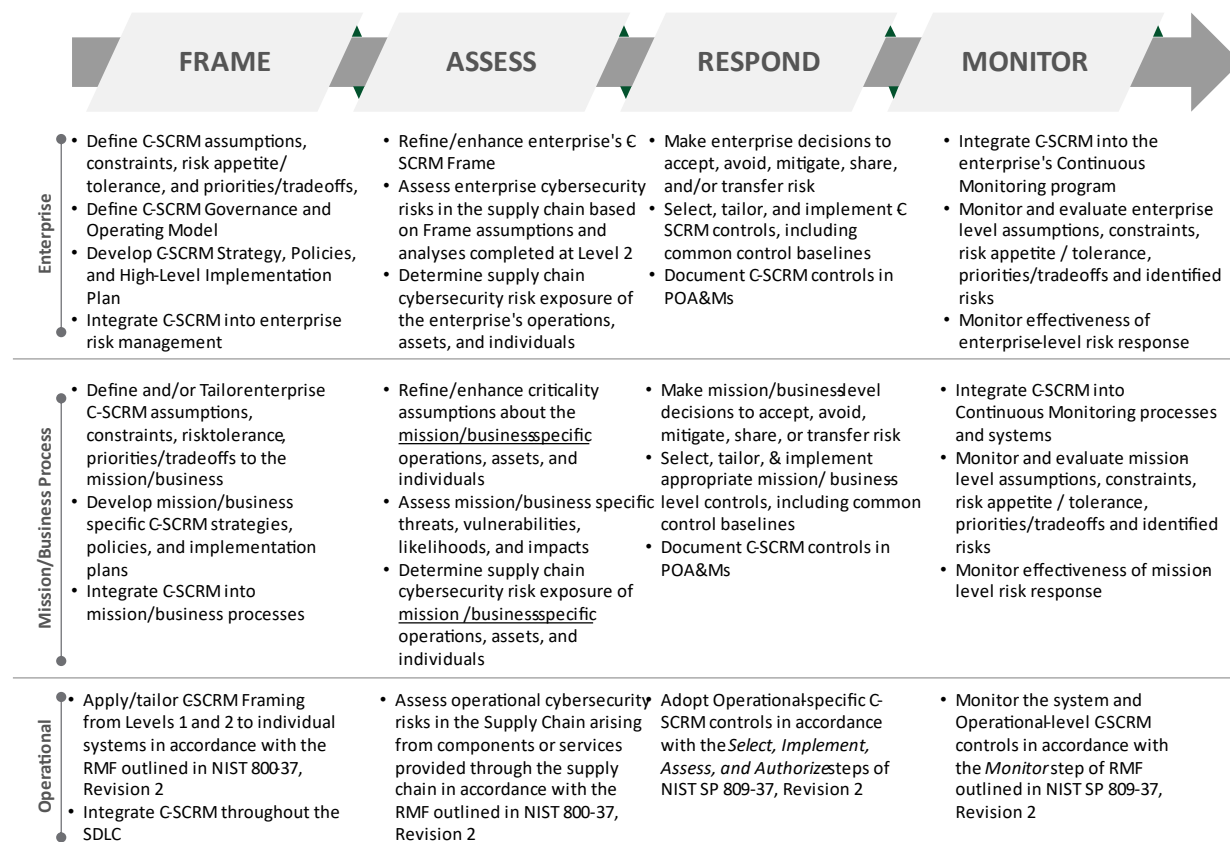 FRAME
ASSESS
RESPOND
MONITOR
Enterprise
• Define C-SCRM assumptions,
constraints, risk appetite/
tolerance, and priorities/tradeoffs,
• Define C-SCRM Governance and
Operating Model
• Develop C-SCRM Strategy, Policies,
and High-Level Implementation
Plan
• Integrate C-SCRM into enterprise
risk management
• Refine/enhance enterprise's C-
SCRM Frame
• Assess enterprise cybersecurity
risks in the supply chain based
on Frame assumptions and
analyses completed at Level 2
• Determine supply chain
cybersecurity risk exposure of
the enterprise's operations,
assets, and individuals
• Make enterprise decisions to
accept, avoid, mitigate, share,
and/or transfer risk
• Select, tailor, and implement C-
SCRM controls, including
common control baselines
• Document C-SCRM controls in
POA&Ms
• Integrate C-SCRM into the
enterprise's Continuous
Monitoring program
• Monitor and evaluate enterprise-
level assumptions, constraints,
risk appetite / tolerance,
priorities/tradeoffs and identified
risks
• Monitor effectiveness of
enterprise-level risk response
Mission/Business Process
• Define and/or Tailor enterprise
C-SCRM assumptions,
constraints, risk tolerance,
priorities/tradeoffs to the
mission/business
• Develop mission/business
specific C-SCRM strategies,
policies, and implementation
plans
• Integrate C-SCRM into
mission/business processes
• Refine/enhance criticality
assumptions about the
mission/business-specific
operations, assets, and
individuals
• Assess mission/business specific
threats, vulnerabilities,
likelihoods, and impacts
• Determine supply chain
cybersecurity risk exposure of
mission /business-specific
operations, assets, and
individuals
• Make mission/business-level
decisions to accept, avoid,
mitigate, share, or transfer risk
• Select, tailor, & implement
appropriate mission/ business-
level controls, including common
control baselines
• Document C-SCRM controls in
POA&Ms
• Integrate C-SCRM into
Continuous Monitoring processes
and systems
• Monitor and evaluate mission-
level assumptions, constraints,
risk appetite / tolerance,
priorities/tradeoffs and identified
risks
• Monitor effectiveness of mission-
level risk response
Operational
• Apply/tailor C-SCRM Framing
from Levels 1 and 2 to individual
systems in accordance with the
RMF outlined in NIST 800-37,
Revision 2
• Integrate C-SCRM throughout the
SDLC
• Assess operational cybersecurity
risks in the Supply Chain arising
from components or services
provided through the supply
chain in accordance with the
RMF outlined in NIST 800-37,
Revision 2
• Adopt Operational-specific C-
SCRM controls in accordance
with the Select, Implement,
Assess, and Authorize steps of
NIST SP 809-37, Revision 2
• Monitor the system and
Operational-level C-SCRM
controls in accordance with
the Monitor step of RMF
outlined in NIST SP 809-37,
Revision 2